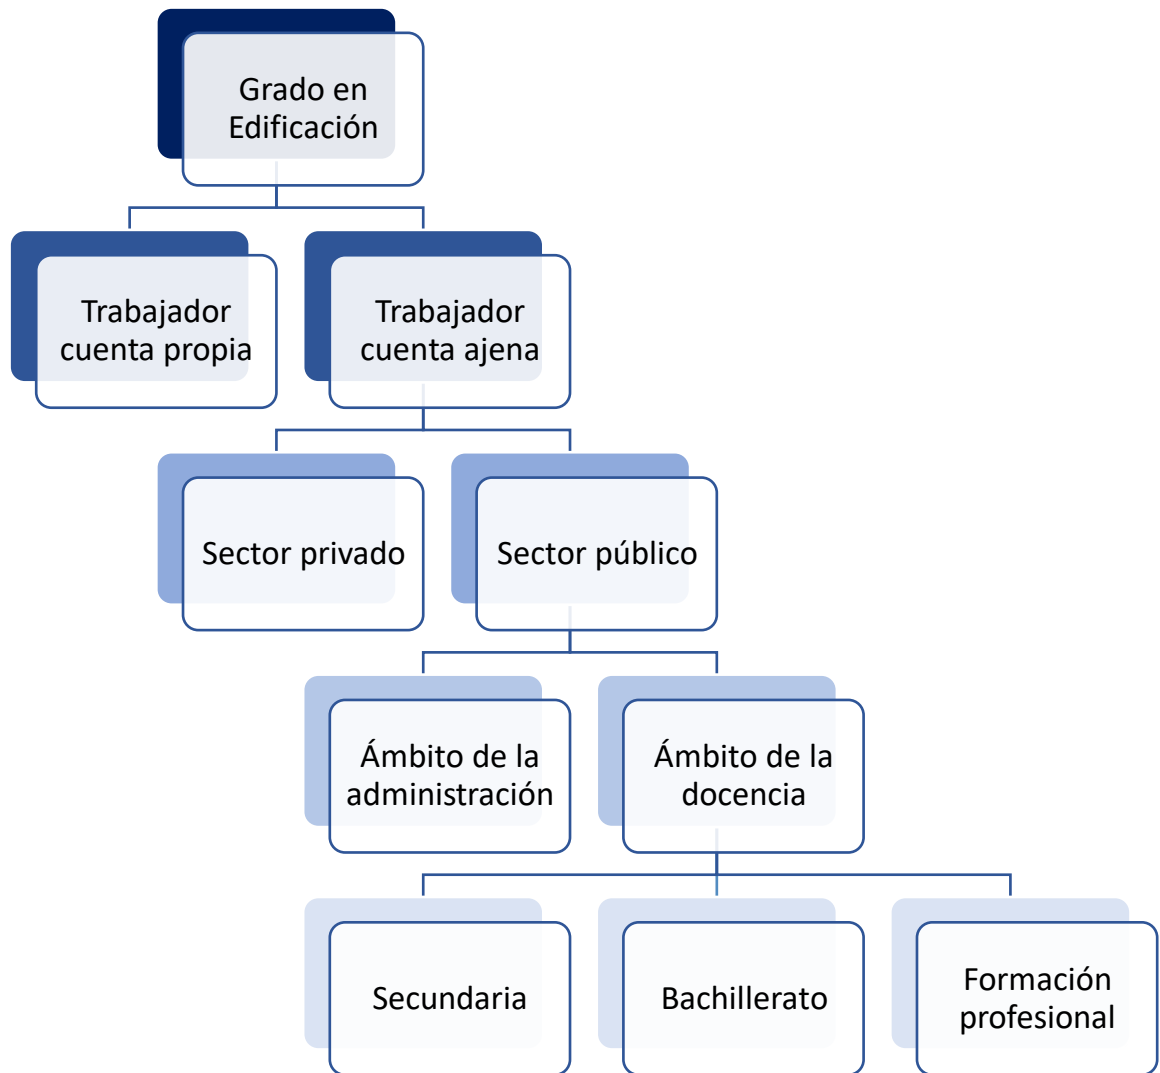 Grado en
Edificación
Trabajador
cuenta propia
Trabajador
cuenta ajena
Sector privado
Sector público
Ámbito de la
administración
Ámbito de la
docencia
Secundaria
Bachillerato
Formación
profesional